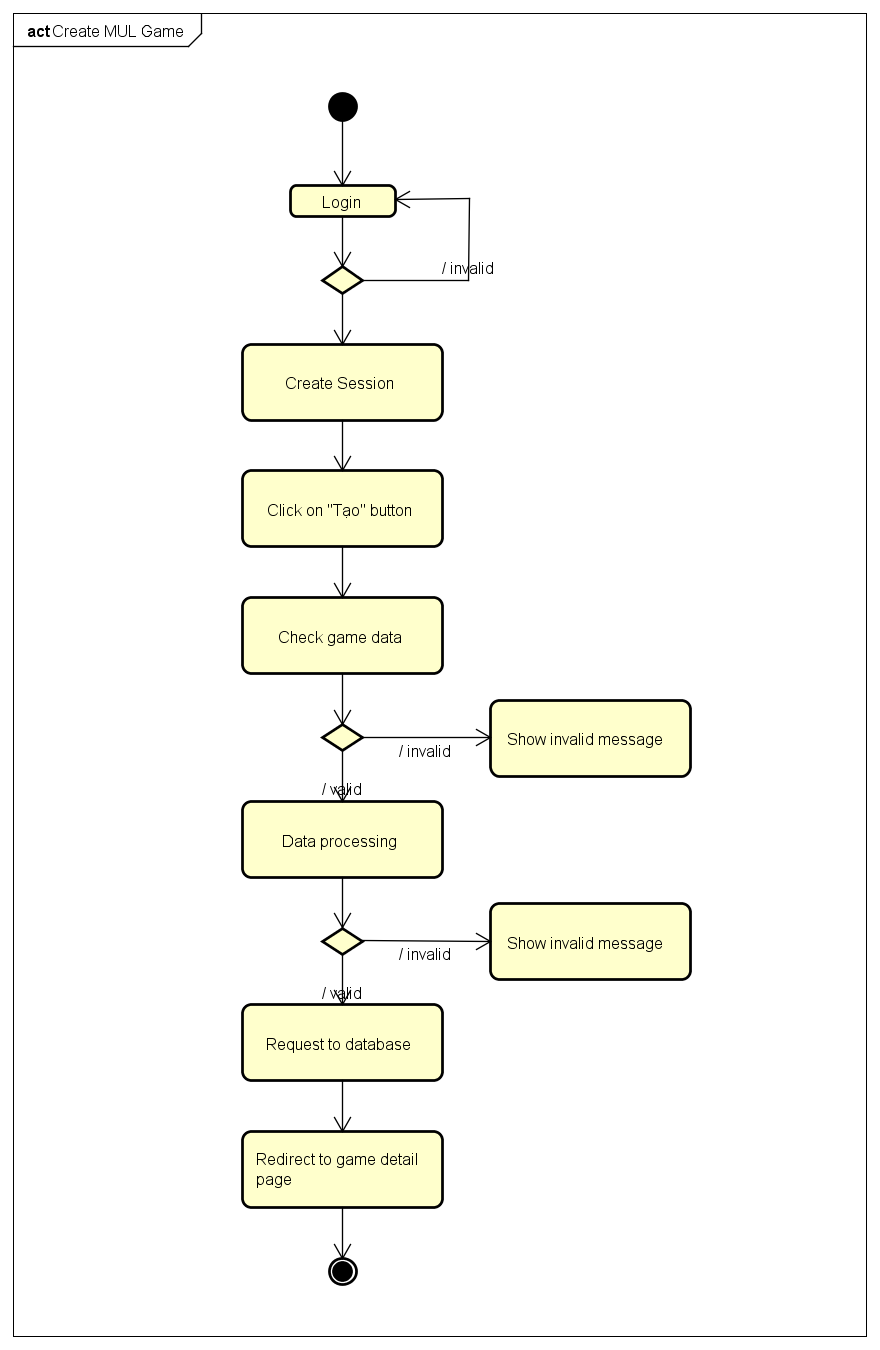 act Create MUL Game
Login
/ invalid
Create Session
Click on "Tạo" button
Check game data
Show invalid message
/ invalid
/ valid
Data processing
Show invalid message
/ invalid
/ valid
Request to database
Redirect to game detail
page